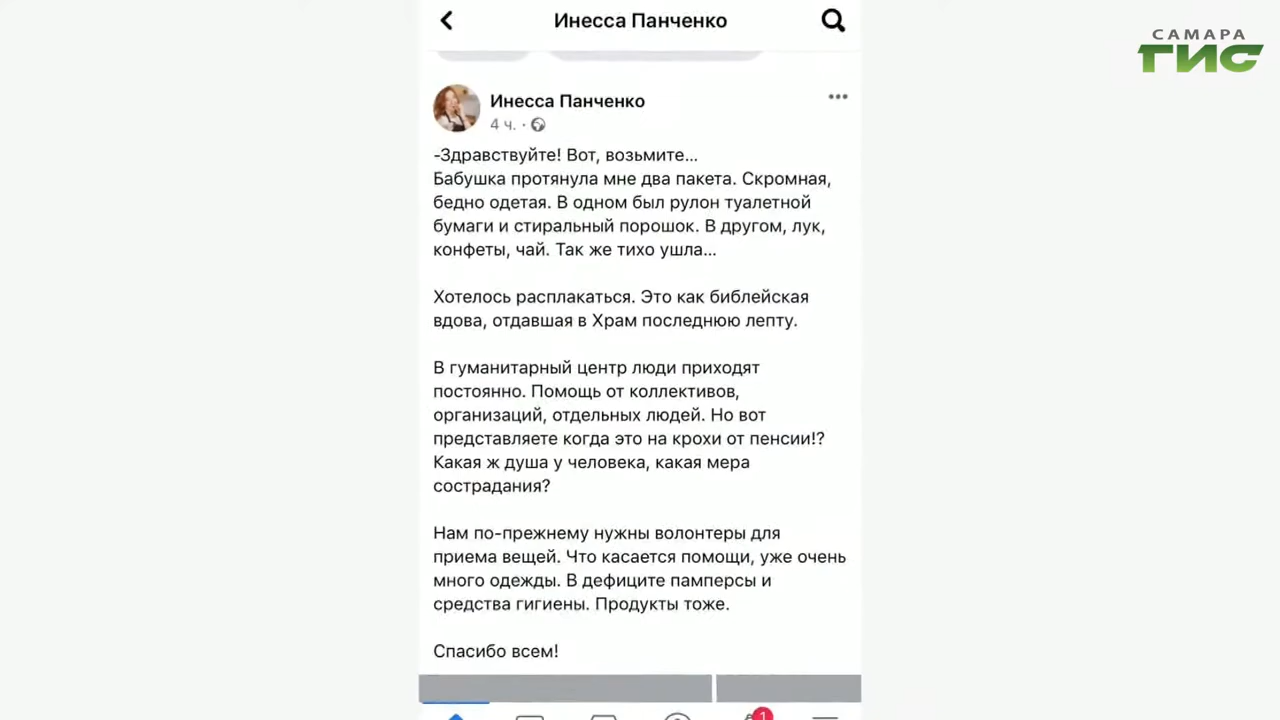 Инесса Панченко
САМАРА
ГИС
Инесса Панченко
4 ч. ·
-Здравствуйте! Вот, возьмите...
Бабушка протянула мне два пакета. Скромная,
бедно одетая. В одном был рулон туалетной
бумаги и стиральный порошок. В другом, лук,
конфеты, чай. Так же тихо ушла...
Хотелось расплакаться. Это как библейская
вдова, отдавшая в Храм последнюю лепту.
В гуманитарный центр люди приходят
постоянно. Помощь от коллективов,
организаций, отдельных людей. Но вот
представляете когда это на крохи от пенсии!?
Какая ж душа у человека, какая мера
сострадания?
Нам по-прежнему нужны волонтеры для
приема вещей. Что касается помощи, уже очень
много одежды. В дефиците памперсы и
средства гигиены. Продукты тоже.
Спасибо всем!
1